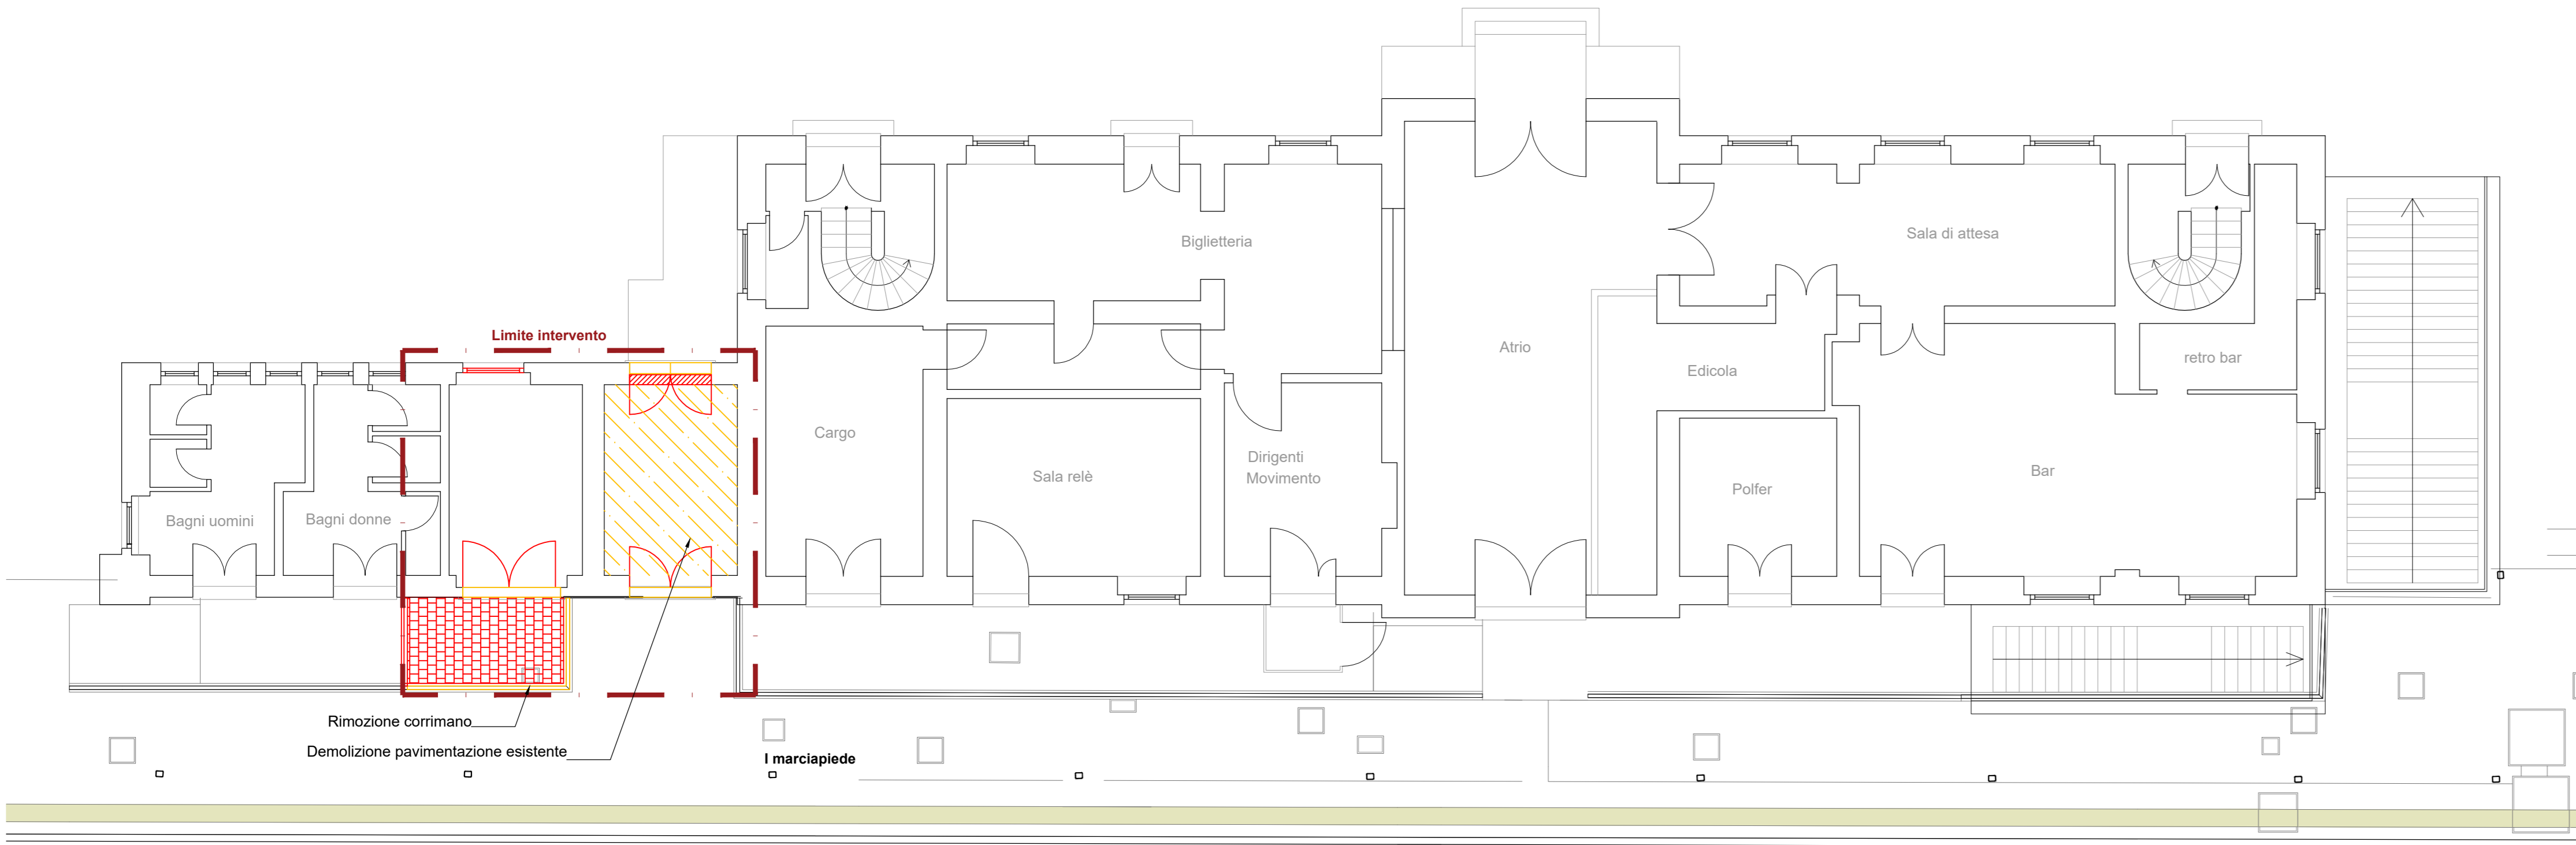 Biglietteria
Sala di attesa
Limite intervento
Atrio
retro bar
Edicola
Cargo
Dirigenti
Movimento
Sala relè
Bar
Polfer
Bagni uomini
Bagni donne
Rimozione corrimano
Demolizione pavimentazione esistente
I marciapiede